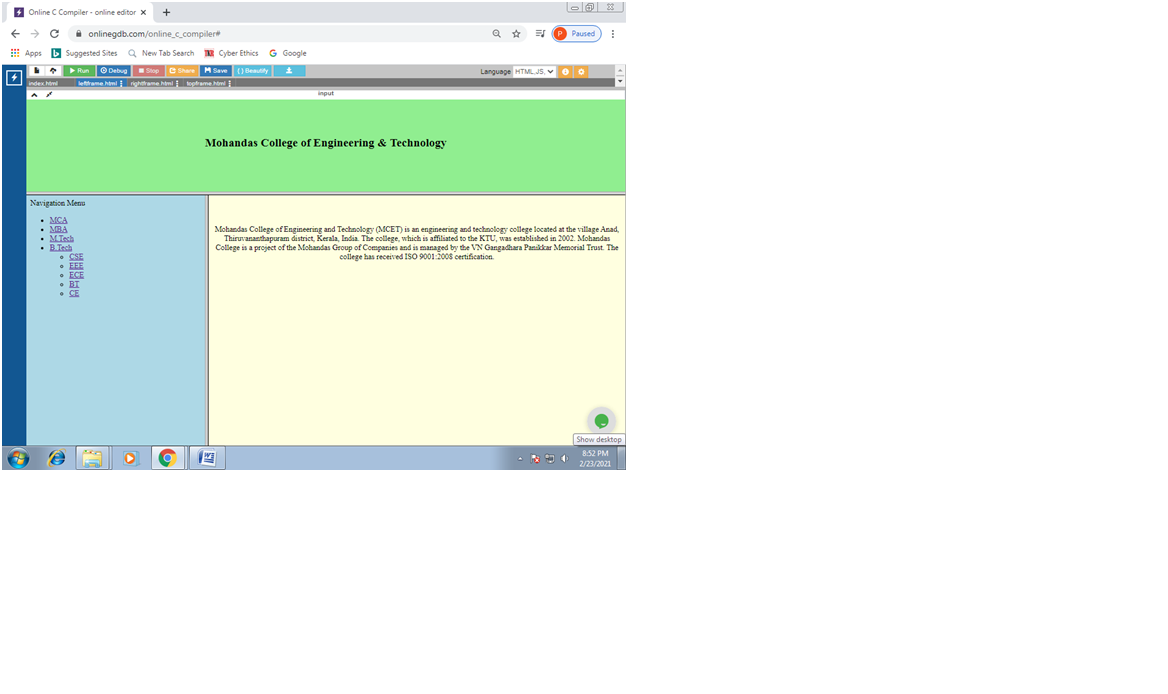 Online C Compiler - online editor
onlinegdb.com/online_c_compiler#
P Paused
Apps Suggested Sites New Tab Search Cyber Ethics Google
Run Debug Stop Share Save {} Beautify Language HTML,JS,
index.html leftframe.html rightframe.html topframe.html
input
Mohandas College of Engineering & Technology
Navigation Menu
MCA
MBA
M.Tech
B.Tech
CSE
EEE
ECE
BT
CE
Mohandas College of Engineering and Technology (MCET) is an engineering and technology college located at the village Anad,
Thiruvananthapuram district, Kerala, India. The college, which is affiliated to the KTU, was established in 2002. Mohandas
College is a project of the Mohandas Group of Companies and is managed by the VN Gangadhara Panikkar Memorial Trust. The
college has received ISO 9001:2008 certification.
Show desktop
8:52 PM
2/23/2021